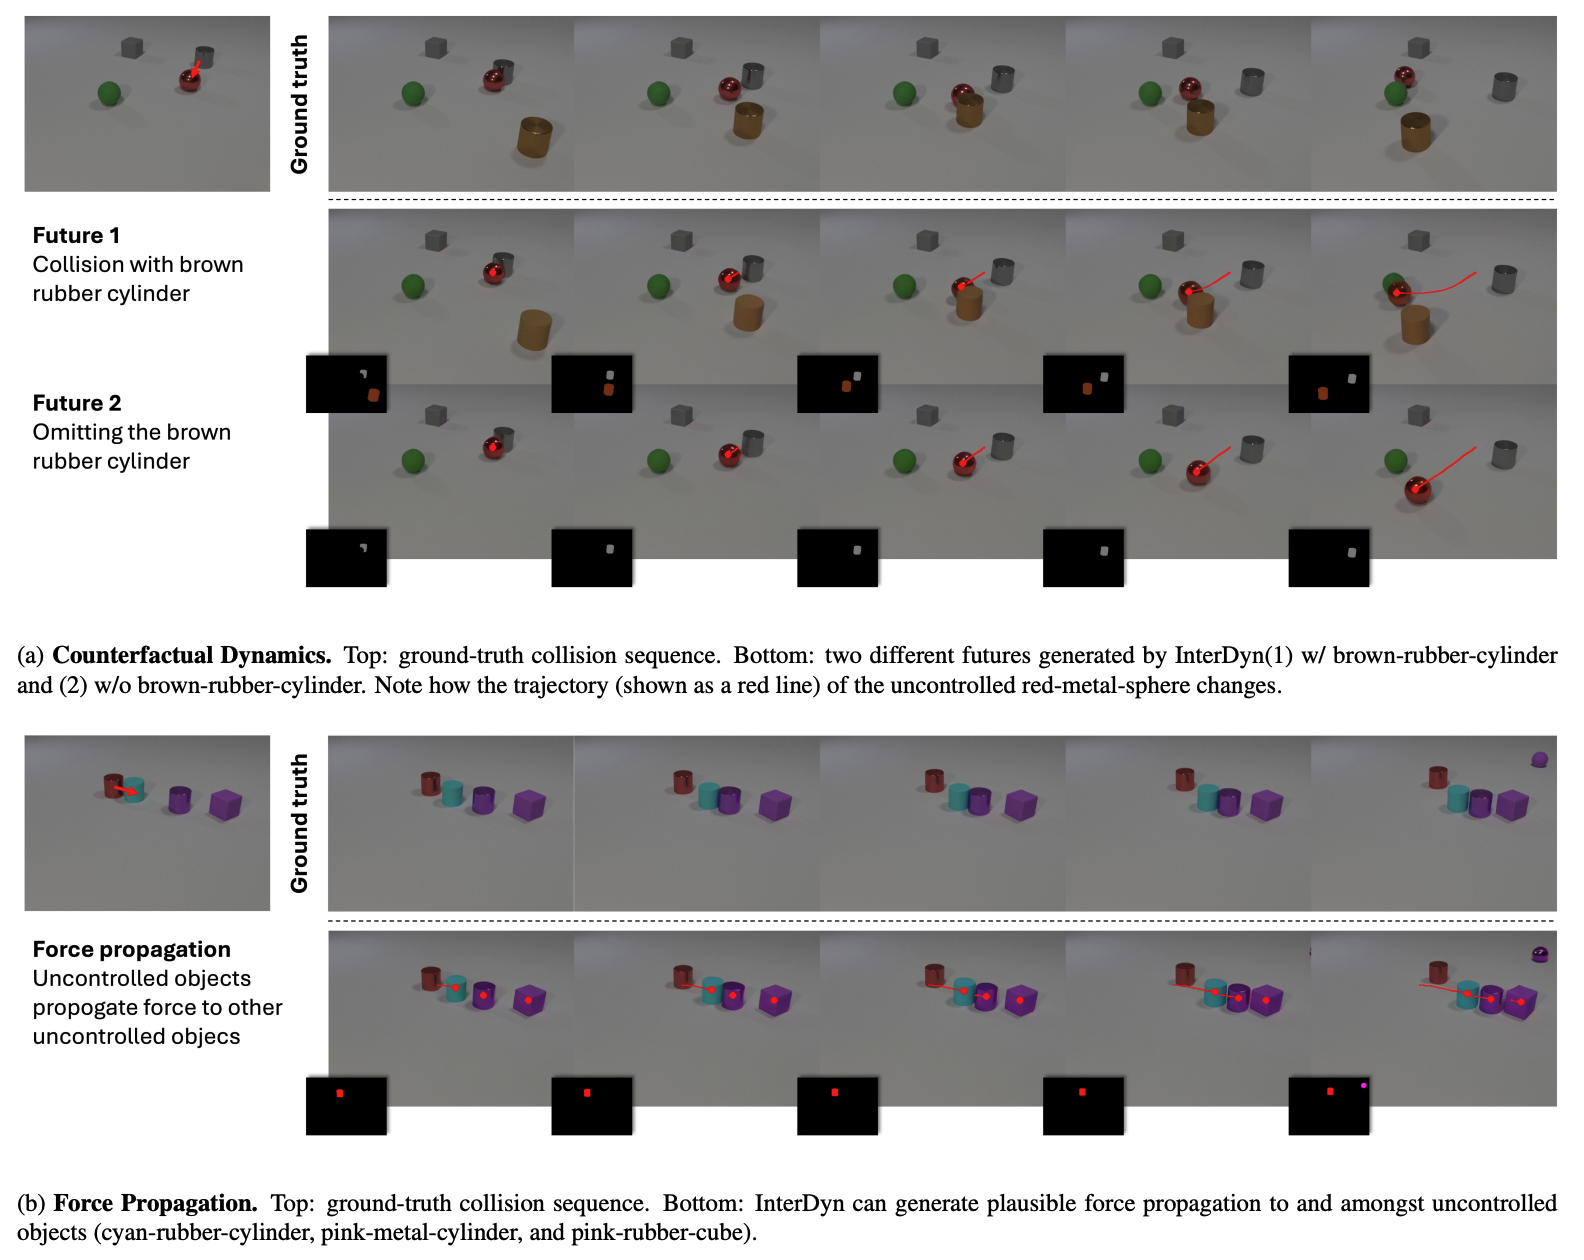 Ground truth
Future 1
Collision with brown
rubber cylinder
Future 2
Omitting the brown
rubber cylinder
(a) Counterfactual Dynamics. Top: ground-truth collision sequence. Bottom: two different futures generated by InterDyn(1) w/ brown-rubber-cylinder
and (2) w/o brown-rubber-cylinder. Note how the trajectory (shown as a red line) of the uncontrolled red-metal-sphere changes.
Ground truth
Force propagation
Uncontrolled objects
propogate force to other
uncontrolled objecs
(b) Force Propagation. Top: ground-truth collision sequence. Bottom: InterDyn can generate plausible force propagation to and amongst uncontrolled
objects (cyan-rubber-cylinder, pink-metal-cylinder, and pink-rubber-cube).